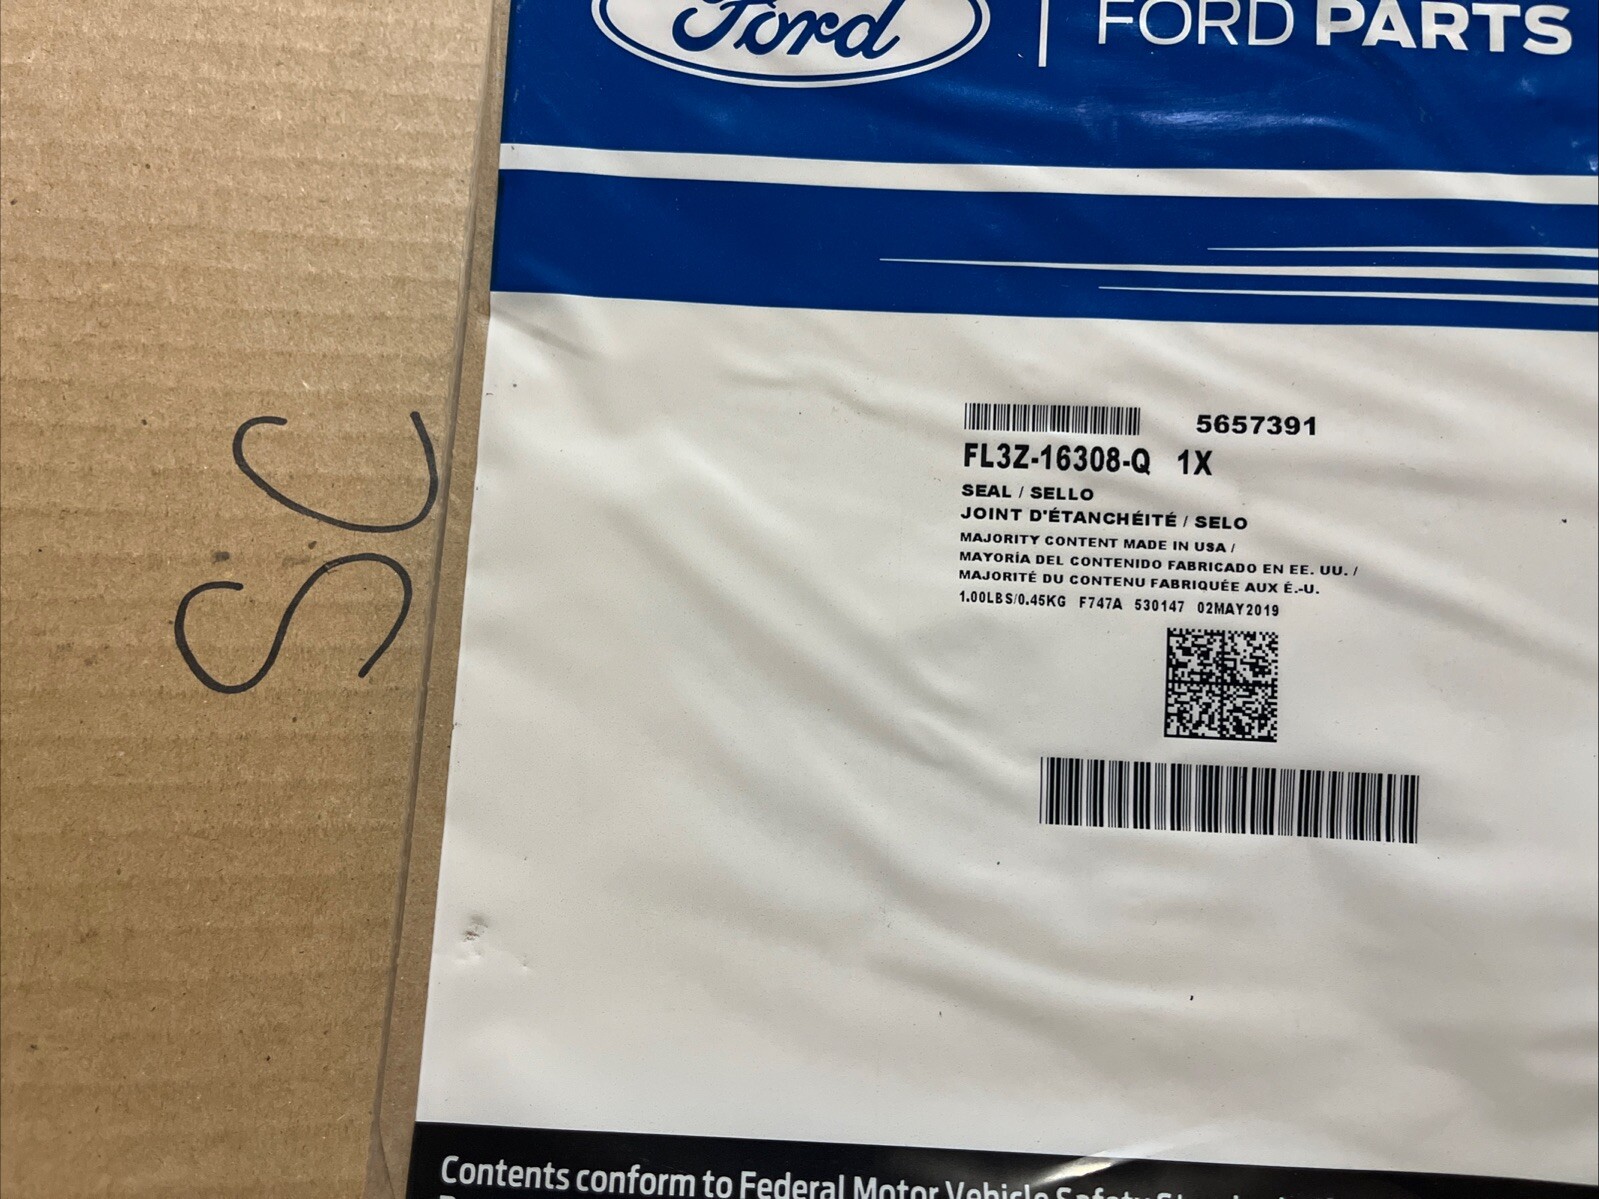 Ford | FORD PARTS
5657391
FL3Z-16308-Q 1X
SEAL / SELLO
JOINT D'ÉTANCHÉITÉ / SELO
MAJORITY CONTENT MADE IN USA /
MAYORÍA DEL CONTENIDO FABRICADO EN EE. UU. /
MAJORITÉ DU CONTENU FABRIQUÉE AUX É.-U.
1.00LBS/0.45KG F747A 530147 02MAY2019
SC
Contents conform to Federal Motor Vehicle Safety